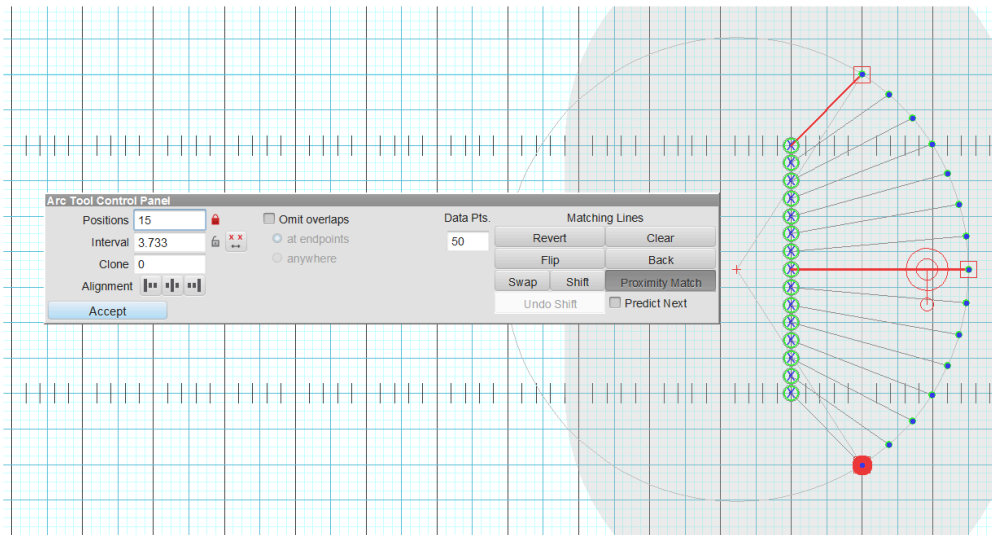 Arc Tool Control Panel
Positions 15
Omit overlaps
Data Pts.
Matching Lines
Interval 3.733
at endpoints
50
Revert
Clear
Clone 0
anywhere
Flip
Back
Alignment
Swap
Shift
Proximity Match
Accept
Undo Shift
Predict Next